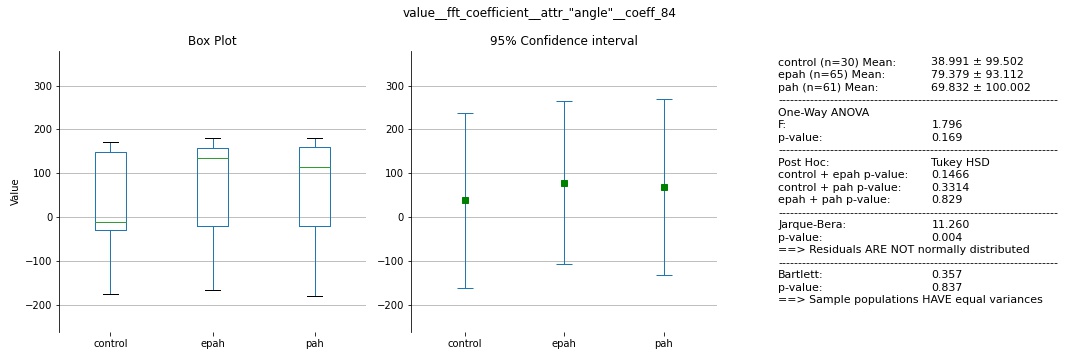 value__fft_coefficient__attr_"angle"__coeff_84
Box Plot
Value
300
200
100
0
−100
−200
control
epah
pah
95% Confidence interval
300
200
100
0
−100
−200
control
epah
pah
control (n=30) Mean: 38.991 ± 99.502
epah (n=65) Mean: 79.379 ± 93.112
pah (n=61) Mean: 69.832 ± 100.002
One-Way ANOVA
F: 1.796
p-value: 0.169
Post Hoc: Tukey HSD
control + epah p-value: 0.1466
control + pah p-value: 0.3314
epah + pah p-value: 0.829
Jarque-Bera: 11.260
p-value: 0.004
==> Residuals ARE NOT normally distributed
Bartlett: 0.357
p-value: 0.837
==> Sample populations HAVE equal variances